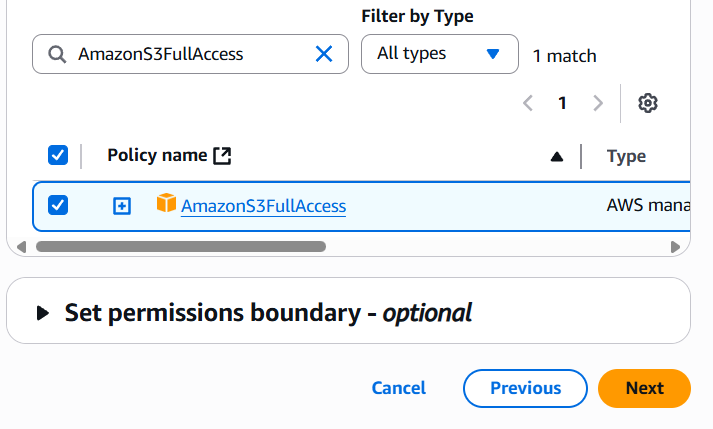 Filter by Type
AmazonS3FullAccess
All types
1 match
1
Policy name
Type
AmazonS3FullAccess
AWS mana
Set permissions boundary - optional
Cancel
Previous
Next